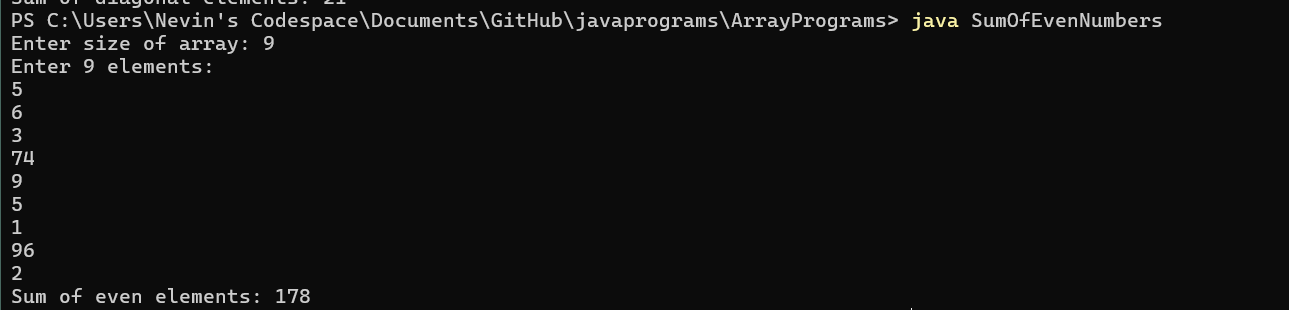 Sum of diagonal elements: 21
PS C:\Users\Nevin's Codespace\Documents\GitHub\javaprograms\ArrayPrograms> java SumOfEvenNumbers
Enter size of array: 9
Enter 9 elements:
5
6
3
74
9
5
1
96
2
Sum of even elements: 178